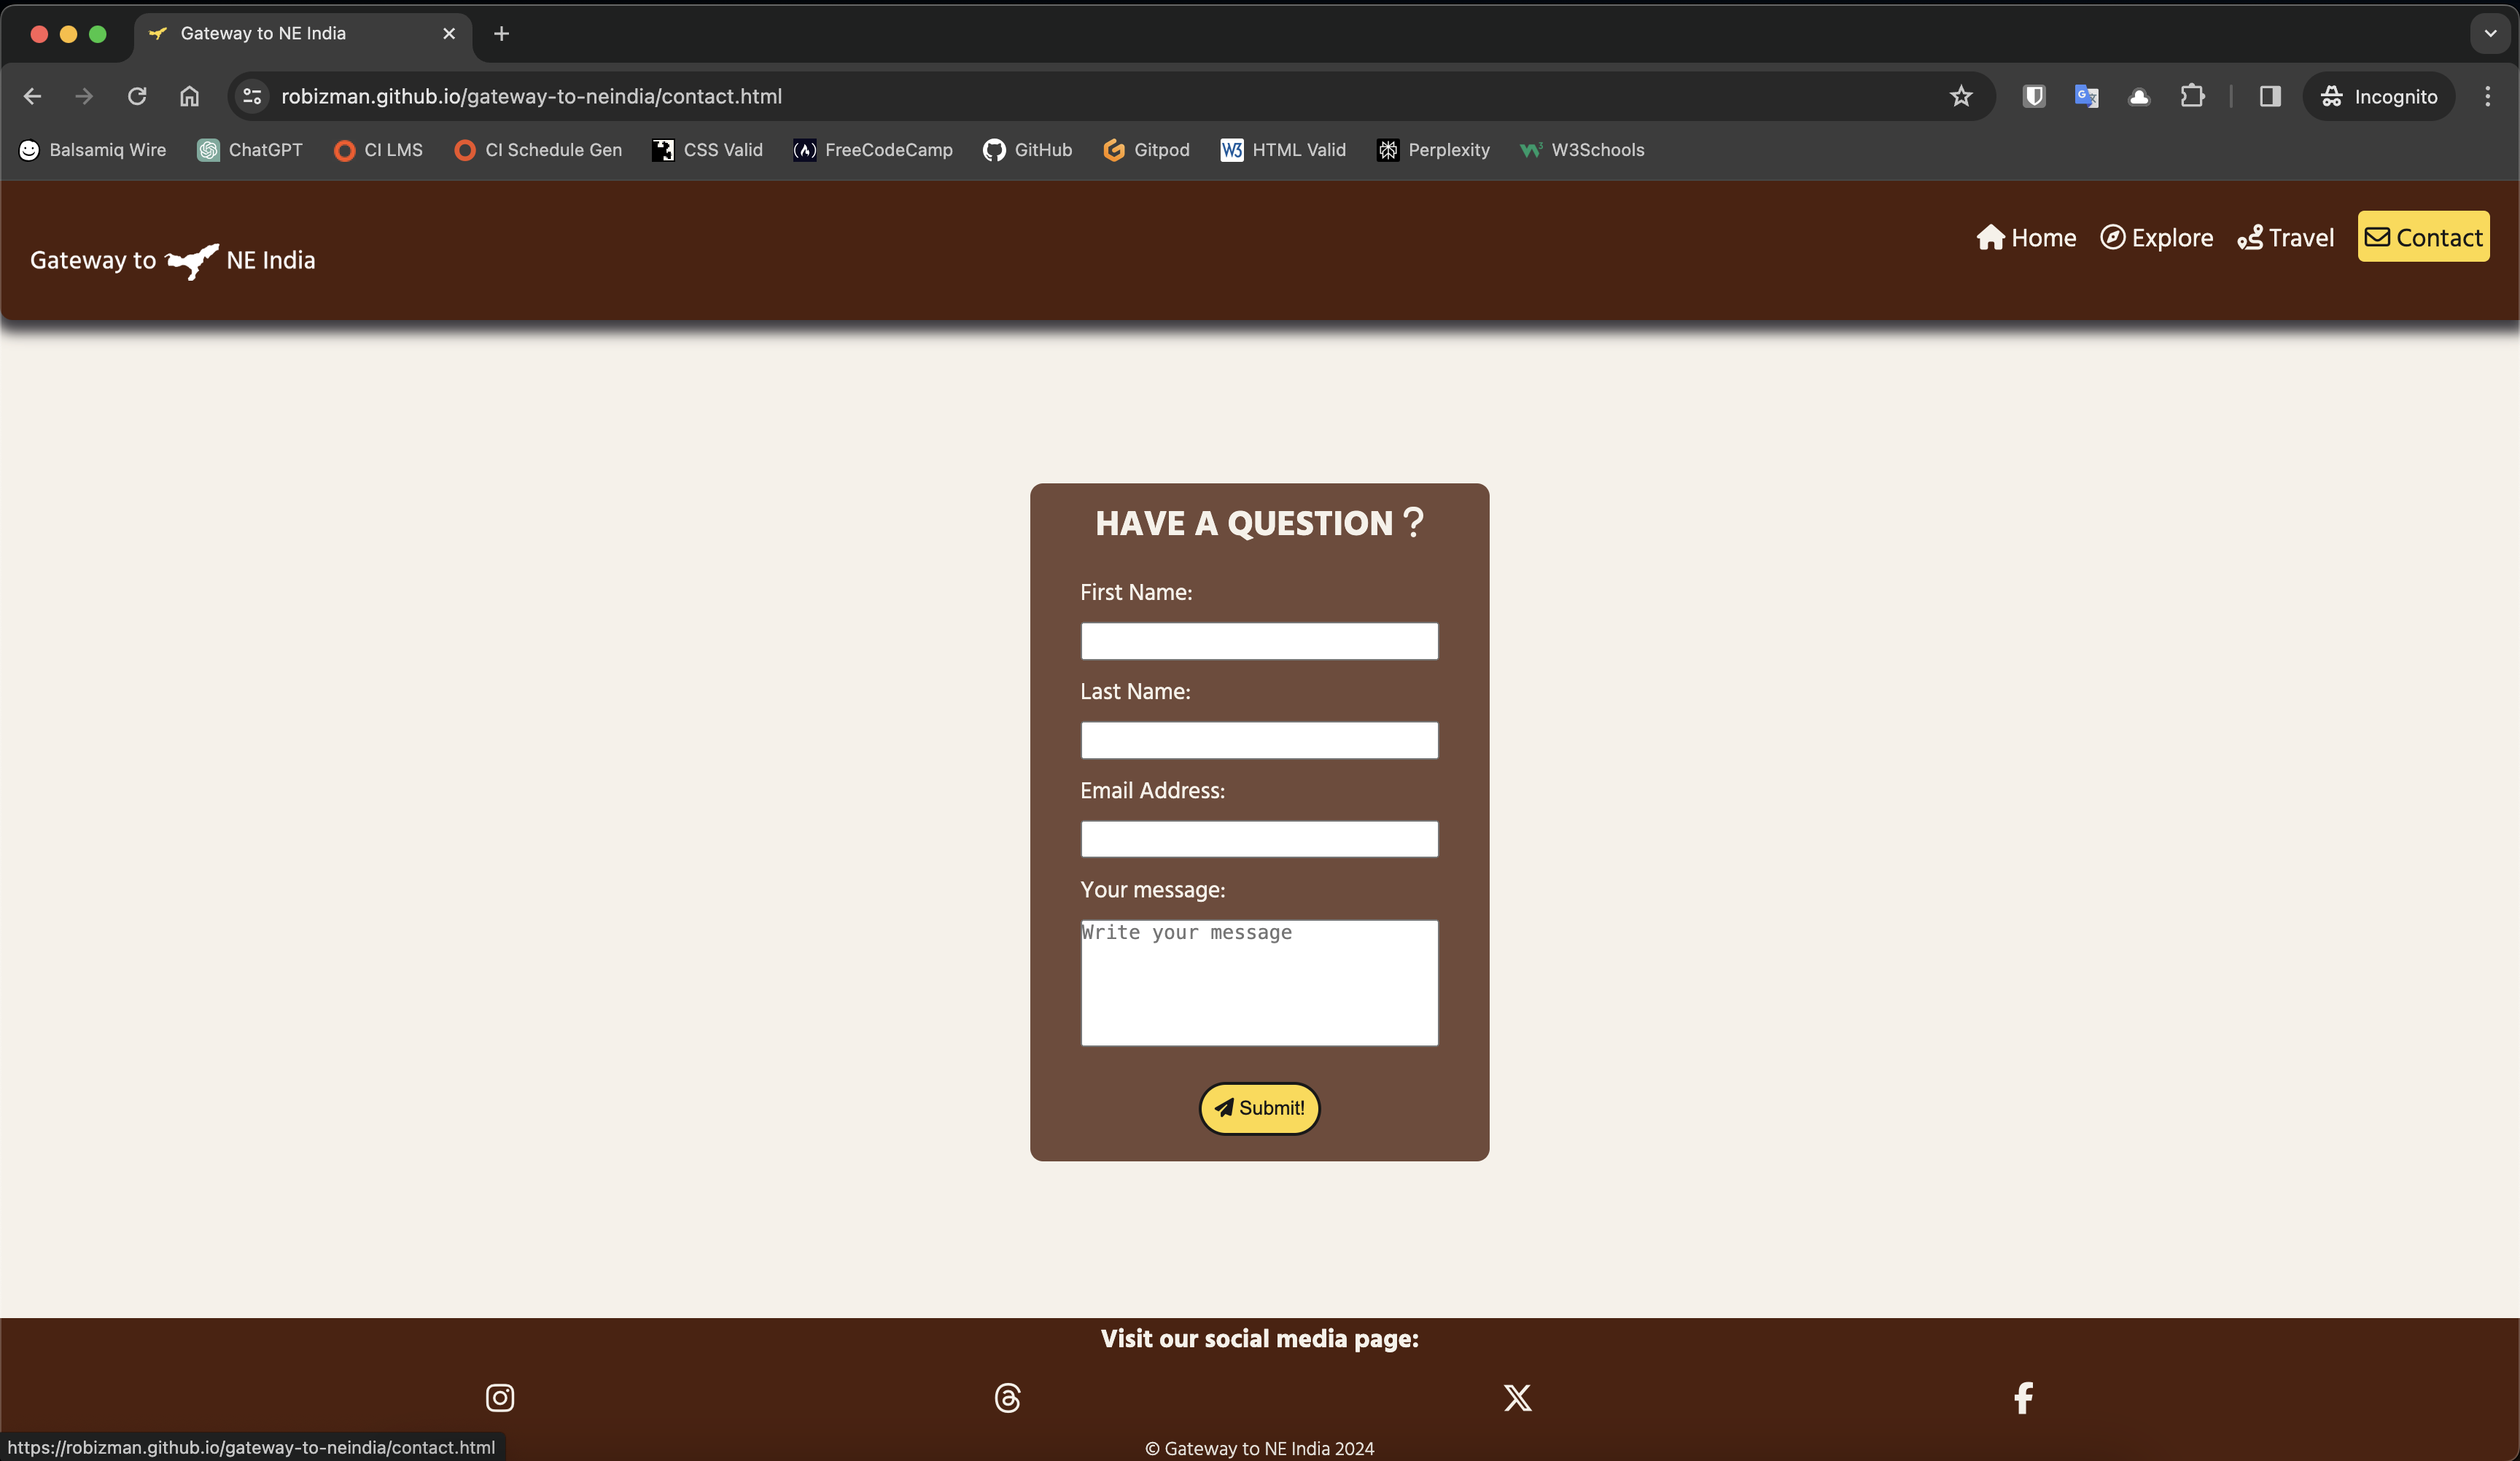 Gateway to NE India
robizman.github.io/gateway-to-neindia/contact.html
Incognito
Balsamiq Wire ChatGPT CI LMS CI Schedule Gen CSS Valid FreeCodeCamp GitHub Gitpod HTML Valid Perplexity W3Schools
Gateway to NE India
Home Explore Travel Contact
HAVE A QUESTION ?
First Name:
Last Name:
Email Address:
Your message:
Write your message
Submit!
Visit our social media page:
https://robizman.github.io/gateway-to-neindia/contact.html
© Gateway to NE India 2024